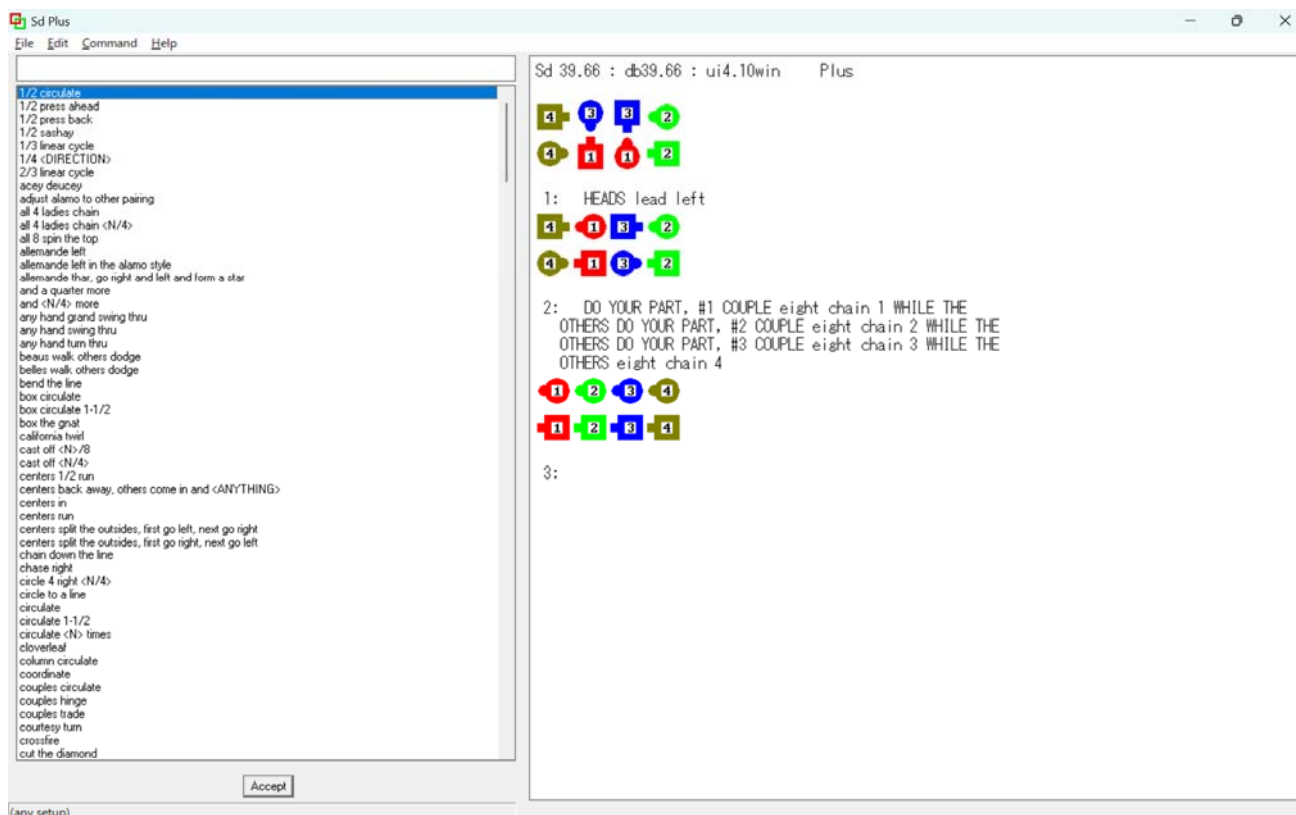 Sd Plus
File Edit Command Help
1/2 circulate
1/2 press ahead
1/2 press back
1/2 sashay
1/3 linear cycle
1/4 <DIRECTION>
2/3 linear cycle
acey deucey
adjust alamo to other pairing
all 4 ladies chain
all 4 ladies chain <N/4>
all 8 spin the top
allemande left
allemande left in the alamo style
allemande thar, go right and left and form a star
and a quarter more
and <N/4> more
any hand grand swing thru
any hand swing thru
any hand turn thru
beaus walk others dodge
belles walk others dodge
bend the line
box circulate
box circulate 1-1/2
box the gnat
california twirl
cast off <N>/8
cast off <N/4>
centers 1/2 run
centers back away, others come in and <ANYTHING>
centers in
centers run
centers split the outsides, first go left, next go right
centers split the outsides, first go right, next go left
chain down the line
chase right
circle 4 right <N/4>
circle to a line
circulate
circulate 1-1/2
circulate <N> times
cloverleaf
column circulate
coordinate
couples circulate
couples hinge
couples trade
courtesy turn
crossfire
cut the diamond
Accept
(any setup)
Sd 39.66 : db39.66 : ui4.10win Plus
4 3 3 2
4 1 1 2
1: HEADS lead left
4 1 3 2
4 1 3 2
2: DO YOUR PART, #1 COUPLE eight chain 1 WHILE THE
OTHERS DO YOUR PART, #2 COUPLE eight chain 2 WHILE THE
OTHERS DO YOUR PART, #3 COUPLE eight chain 3 WHILE THE
OTHERS eight chain 4
1 2 3 4
1 2 3 4
3: